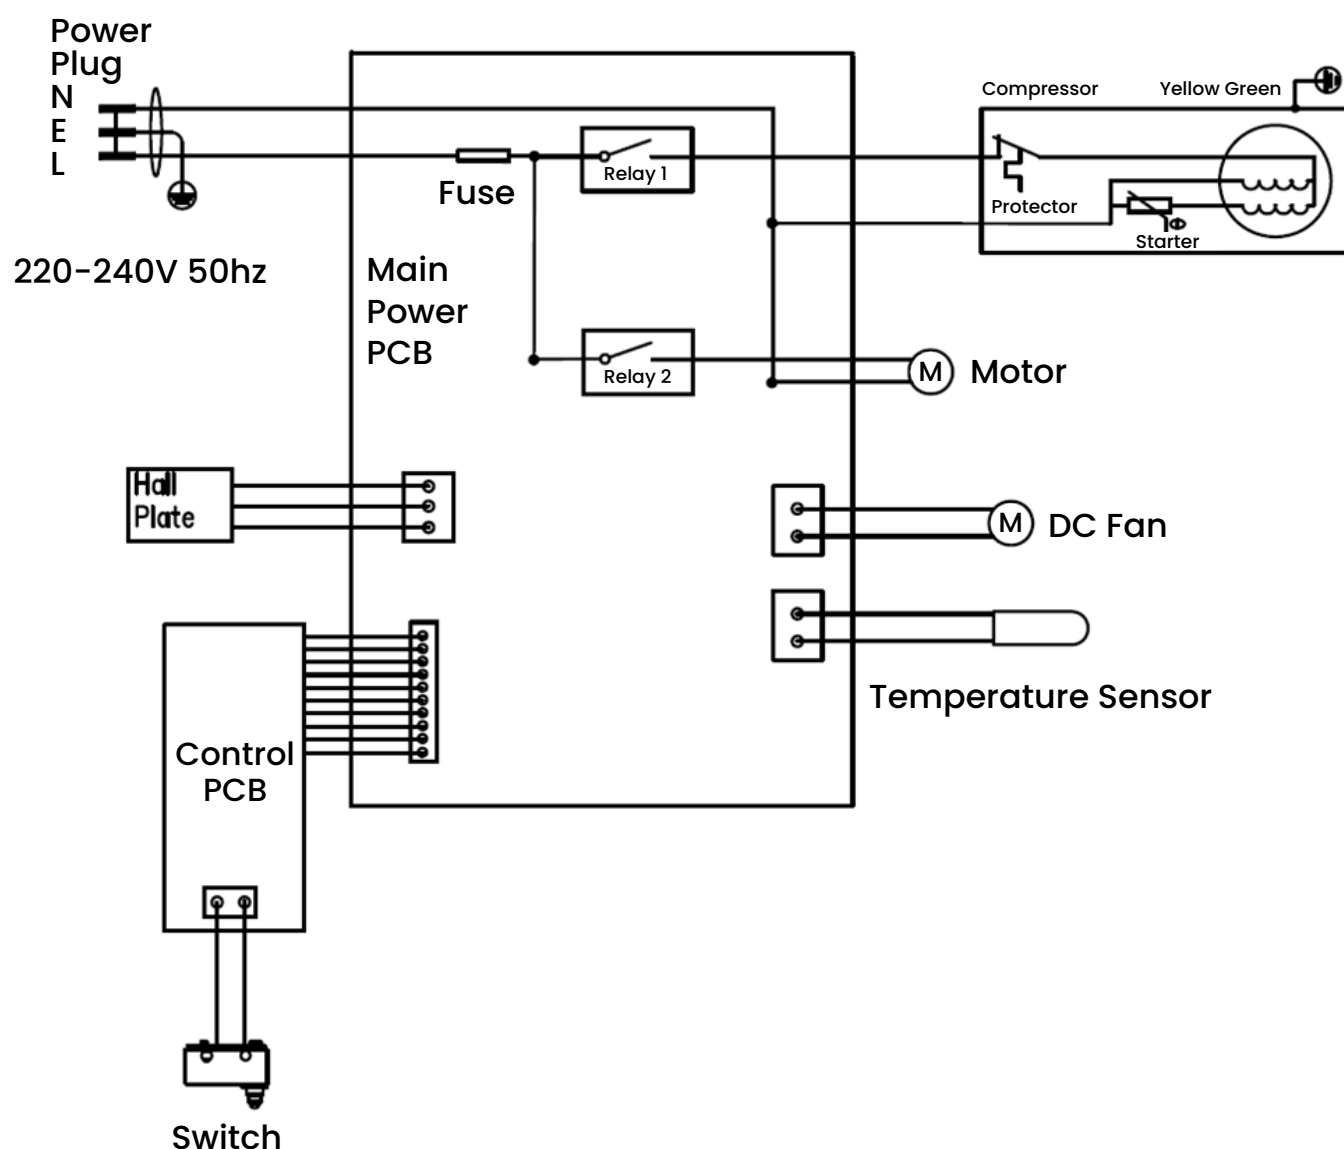 Power
Plug
N
E
L
220-240V 50hz
Fuse
Relay 1
Main
Power
PCB
Relay 2
Compressor
Yellow Green
Protector
Starter
M
Motor
Hall
Plate
M
DC Fan
Temperature Sensor
Control
PCB
Switch